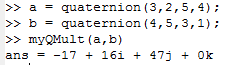 >> a = quaternion(3,2,5,4);
>> b = quaternion(4,5,3,1);
>> myQMult(a,b)
ans = -17 + 16i + 47j + 0k